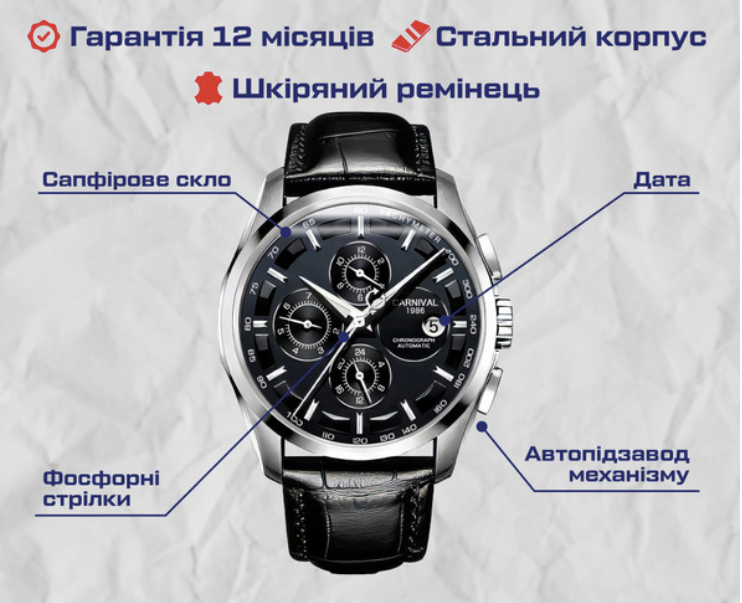 Гарантія 12 місяців
Стальний корпус
Шкіряний ремінець
Сапфірове скло
Дата
TACHYMETER
CARNIVAL
1986
5
CHRONOGRAPH
AUTOMATIC
Фосфорні
стрілки
Автопідзавод
механізму